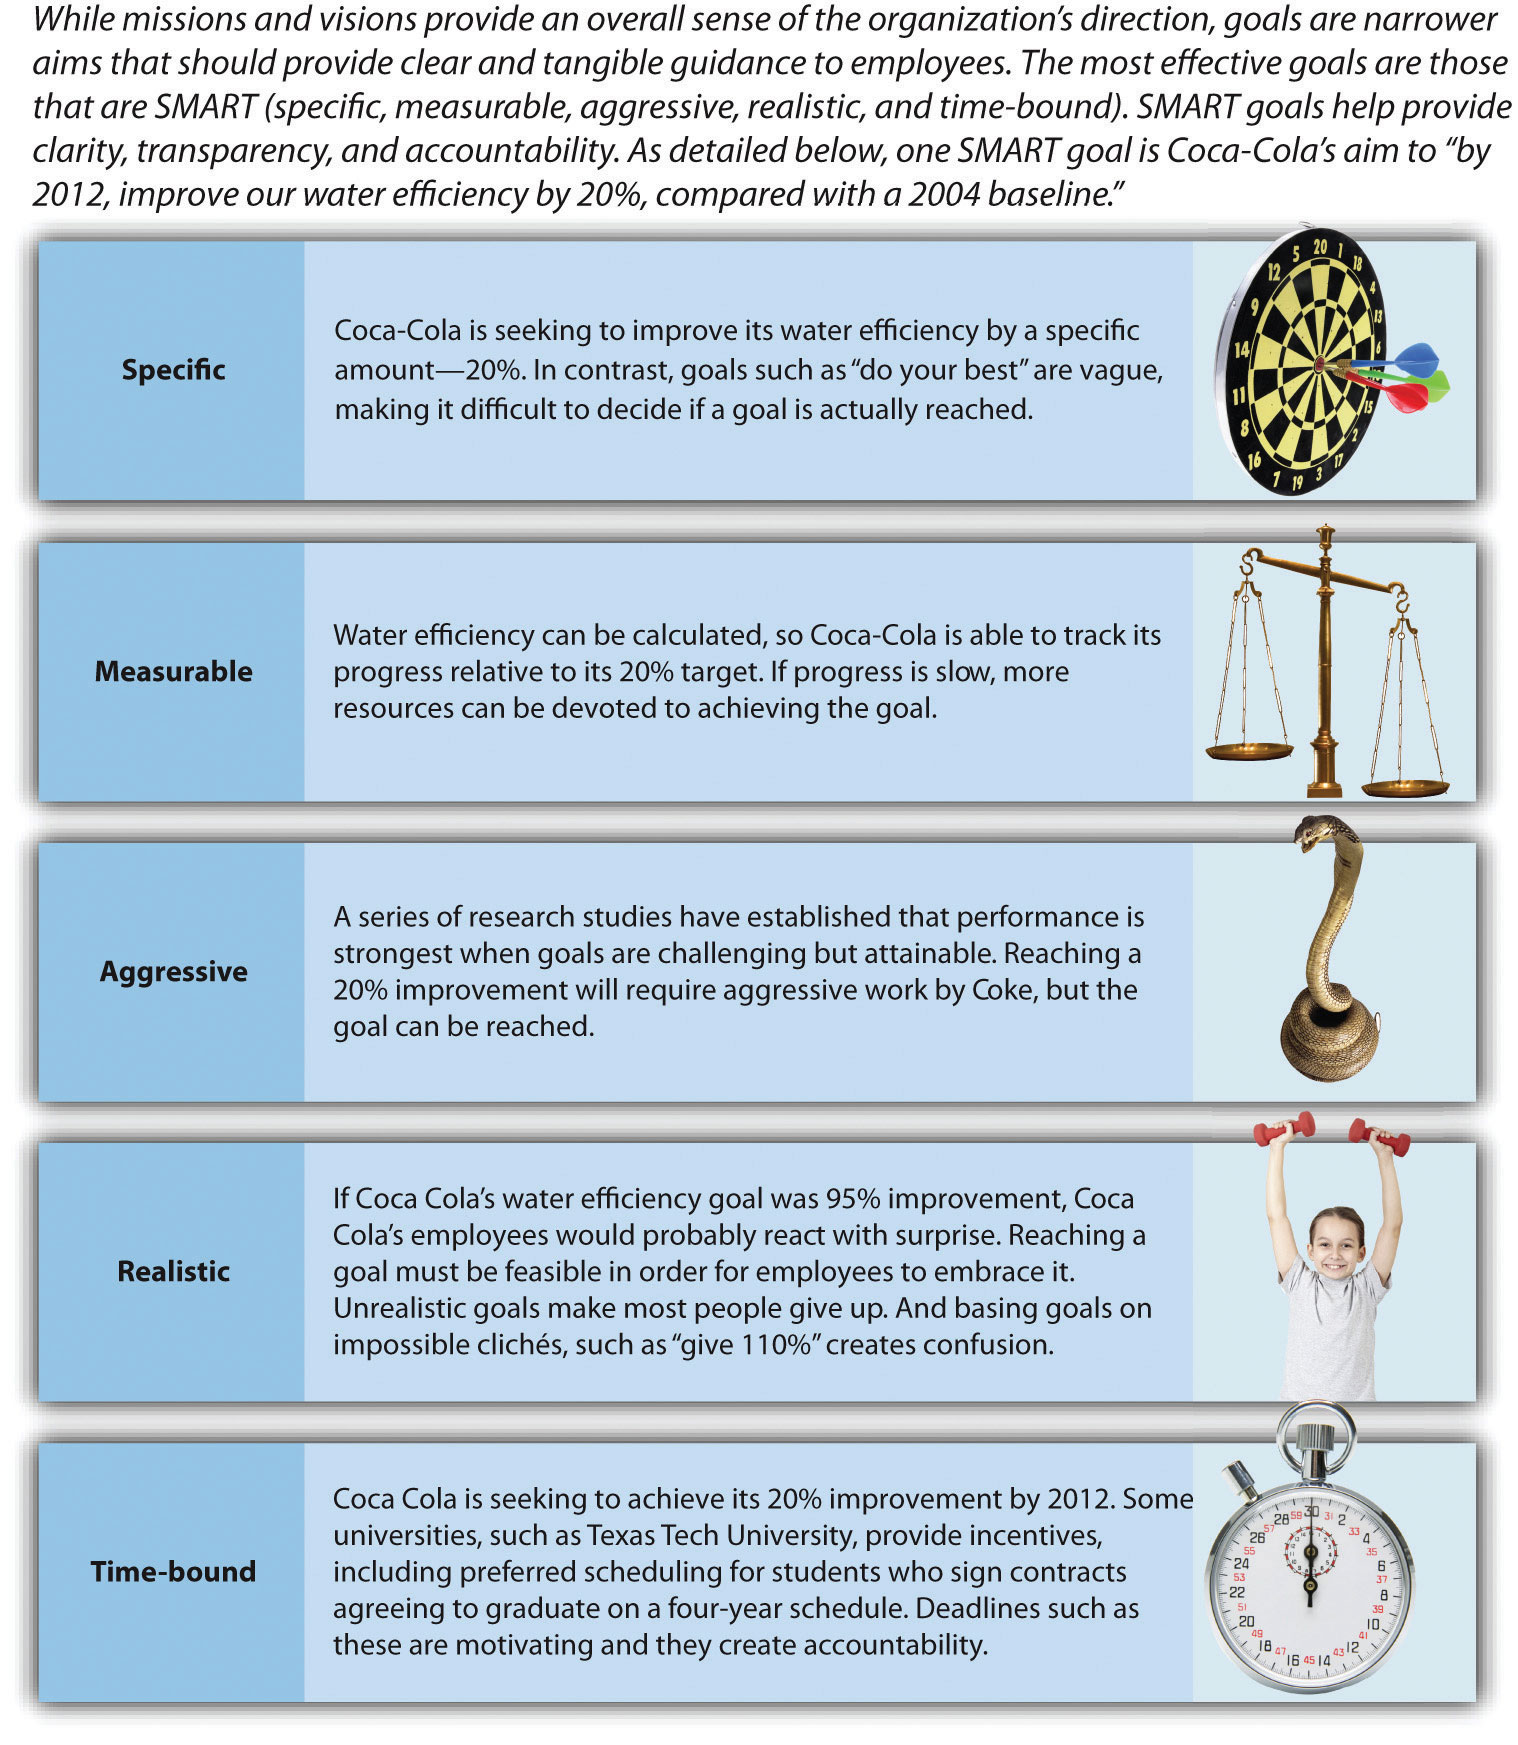 While missions and visions provide an overall sense of the organization's direction, goals are narrower
aims that should provide clear and tangible guidance to employees. The most effective goals are those
that are SMART (specific, measurable, aggressive, realistic, and time-bound). SMART goals help provide
clarity, transparency, and accountability. As detailed below, one SMART goal is Coca-Cola's aim to “by
2012, improve our water efficiency by 20%, compared with a 2004 baseline.”
Specific
Coca-Cola is seeking to improve its water efficiency by a specific
amount—20%. In contrast, goals such as “do your best” are vague,
making it difficult to decide if a goal is actually reached.
Measurable
Water efficiency can be calculated, so Coca-Cola is able to track its
progress relative to its 20% target. If progress is slow, more
resources can be devoted to achieving the goal.
Aggressive
A series of research studies have established that performance is
strongest when goals are challenging but attainable. Reaching a
20% improvement will require aggressive work by Coke, but the
goal can be reached.
Realistic
If Coca Cola's water efficiency goal was 95% improvement, Coca
Cola's employees would probably react with surprise. Reaching a
goal must be feasible in order for employees to embrace it.
Unrealistic goals make most people give up. And basing goals on
impossible clichés, such as “give 110%” creates confusion.
Time-bound
Coca Cola is seeking to achieve its 20% improvement by 2012. Some
universities, such as Texas Tech University, provide incentives,
including preferred scheduling for students who sign contracts
agreeing to graduate on a four-year schedule. Deadlines such as
these are motivating and they create accountability.